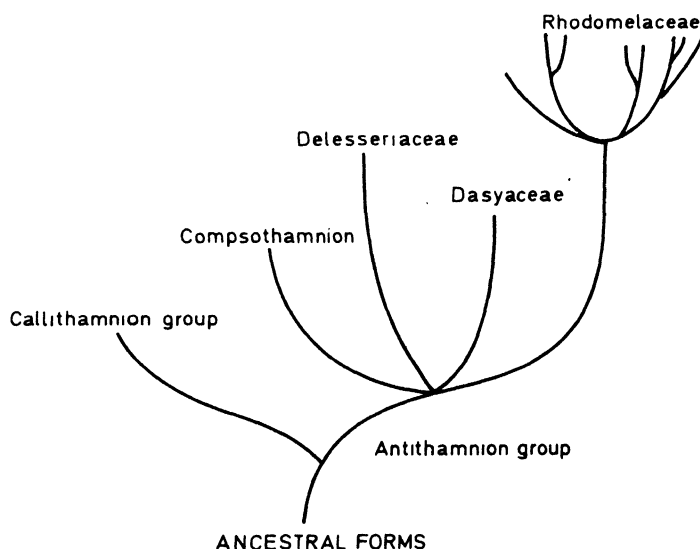 Rhodomelaceae
Delesseriaceae
Dasyaceae
Compsothamnion
Callithamnion group
Antithamnion group
ANCESTRAL FORMS